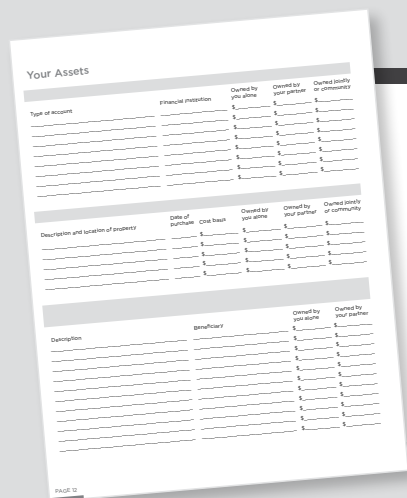 Your Assets
Type of account Financial institution Owned by you alone Owned by your partner Owned jointly or community
$ $ $
$ $ $
$ $ $
$ $ $
$ $ $
$ $ $
$ $ $
$ $ $
Description and location of property Date of purchase Cost basis Owned by you alone Owned by your partner Owned jointly or community
$ $ $ $
$ $ $ $
$ $ $ $
$ $ $ $
$ $ $ $
Description Beneficiary Owned by you alone Owned by your partner
$ $
$ $
$ $
$ $
$ $
$ $
$ $
$ $
$ $
$ $
$ $
PAGE 12